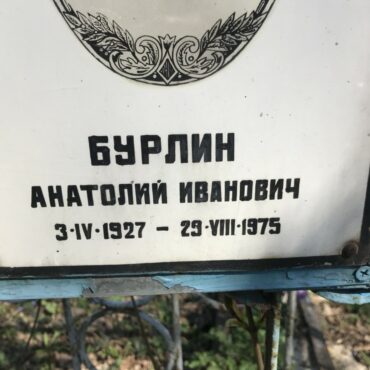 БУРЛИН
АНАТОЛИЙ ИВАНОВИЧ
3·IV·1927 – 29·VIII·1975